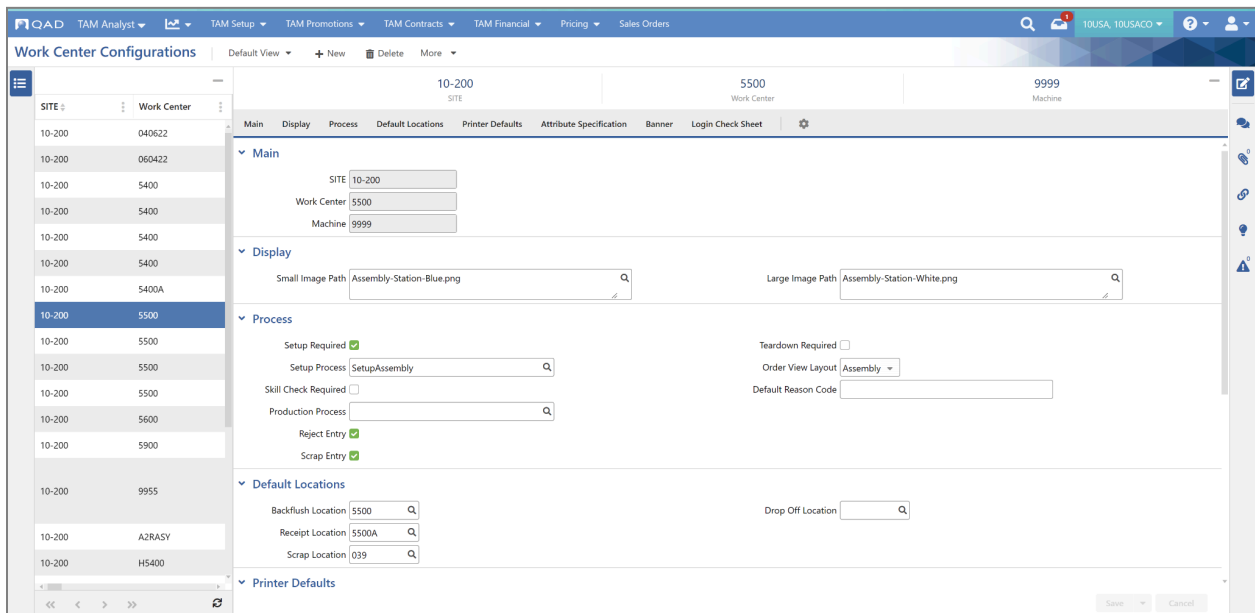 QAD TAM Analyst TAM Setup TAM Promotions TAM Contracts TAM Financial Pricing Sales Orders 1 10USA, 10USACO
Work Center Configurations Default View New Delete More
10-200 5500 9999
SITE Work Center Machine
SITE Work Center
Main Display Process Default Locations Printer Defaults Attribute Specification Banner Login Check Sheet
10-200 040622
10-200 060422
10-200 5400
10-200 5400
10-200 5400
10-200 5400
10-200 5400A
10-200 5500
10-200 5500
10-200 5500
10-200 5500
10-200 5600
10-200 5900
10-200 9955
10-200 A2RASY
10-200 H5400
Main
SITE 10-200
Work Center 5500
Machine 9999
Display
Small Image Path Assembly-Station-Blue.png Large Image Path Assembly-Station-White.png
Process
Setup Required Teardown Required
Setup Process SetupAssembly Order View Layout Assembly
Skill Check Required Default Reason Code
Production Process
Reject Entry
Scrap Entry
Default Locations
Backflush Location 5500 Drop Off Location
Receipt Location 5500A
Scrap Location 039
Printer Defaults
Save Cancel
0
0